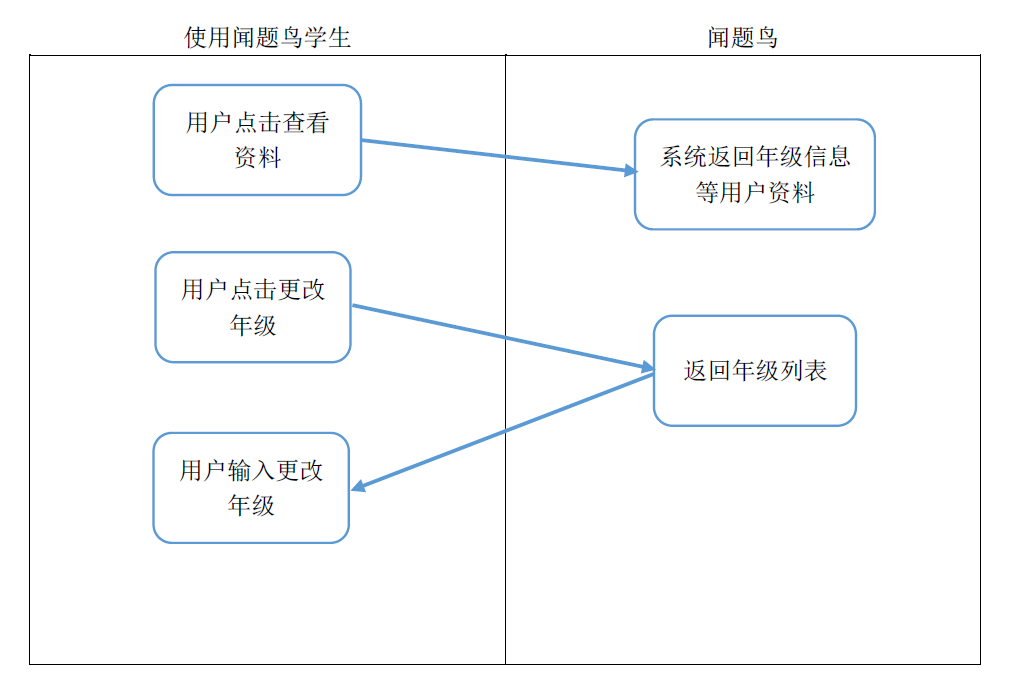 使用闻题鸟学生
闻题鸟
用户点击查看
资料
系统返回年级信息
等用户资料
用户点击更改
年级
返回年级列表
用户输入更改
年级